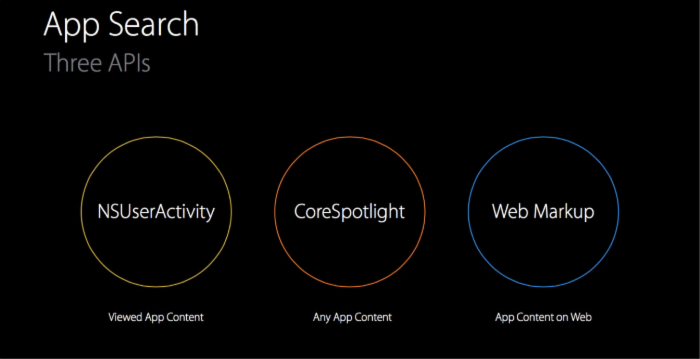 App Search
Three APIs
NSUserActivity
CoreSpotlight
Web Markup
Viewed App Content
Any App Content
App Content on Web